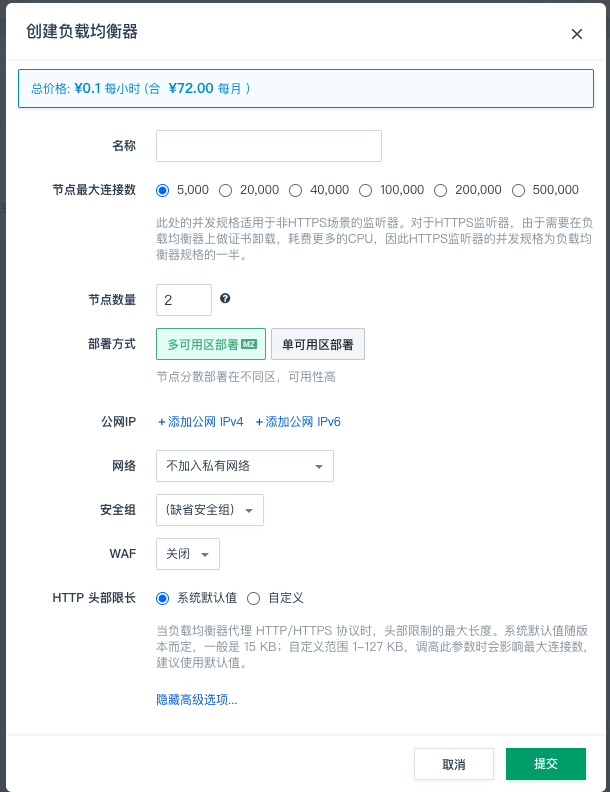 创建负载均衡器
总价格: ¥0.1 每小时 (合 ¥72.00 每月 )
名称
节点最大连接数 5,000 20,000 40,000 100,000 200,000 500,000
此处的并发规格适用于非HTTPS场景的监听器。对于HTTPS监听器，由于需要在负
载均衡器上做证书卸载，耗费更多的CPU，因此HTTPS监听器的并发规格为负载均
衡器规格的一半。
节点数量 2 ?
部署方式 多可用区部署 MZ 单可用区部署
节点分散部署在不同区，可用性高
公网IP +添加公网 IPv4 +添加公网 IPv6
网络 不加入私有网络
安全组 (缺省安全组)
WAF 关闭
HTTP 头部限长 系统默认值 自定义
当负载均衡器代理 HTTP/HTTPS 协议时，头部限制的最大长度。系统默认值随版
本而定，一般是 15 KB；自定义范围 1-127 KB，调高此参数时会影响最大连接数，
建议使用默认值。
隐藏高级选项...
取消 提交